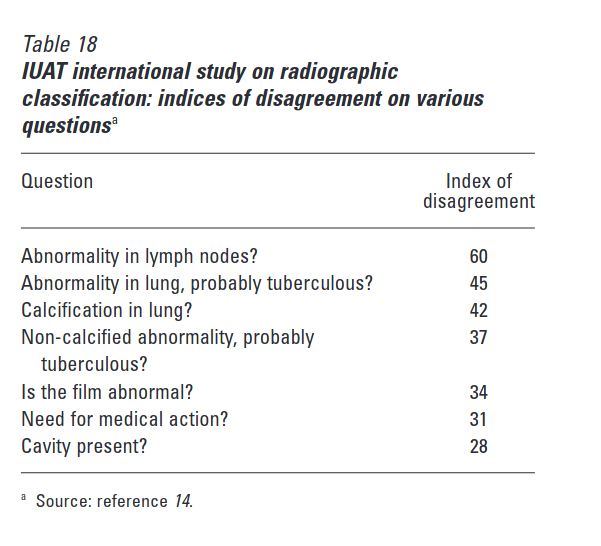 Table 18
IUAT international study on radiographic
classification: indices of disagreement on various
questionsᵃ
Question Index of
disagreement
Abnormality in lymph nodes? 60
Abnormality in lung, probably tuberculous? 45
Calcification in lung? 42
Non-calcified abnormality, probably 37
tuberculous?
Is the film abnormal? 34
Need for medical action? 31
Cavity present? 28
ᵃ Source: reference 14.